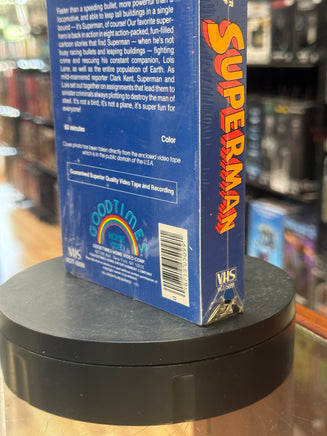 Faster than a speeding bullet, more powerful than a
locomotive, and able to leap tall buildings in a single
bound — it's Superman, of course! Our favorite super-
hero is back in action in eight action-packed, fun-filled
cartoon stories that find Superman — when he's not
busy racing bullets and leaping buildings — fighting
crime and rescuing his constant companion, Lois
Lane, as well as the entire population of Earth. As
mild-mannered reporter Clark Kent, Superman and
Lois set out together on assignments that lead them to
sinister criminals always plotting to destroy the man of
steel. It's not a bird, it's not a plane, it's super fun for
everyone!
60 minutes
Color
Cover photo has been taken directly from the enclosed video tape
which is in the public domain of the U.S.A.
Guaranteed Superior Quality Video Tape and Recording
GOODTIMES
HOME VIDEO
GOODTIMES HOME VIDEO CORP.
VHS
SUPERMAN
VHS